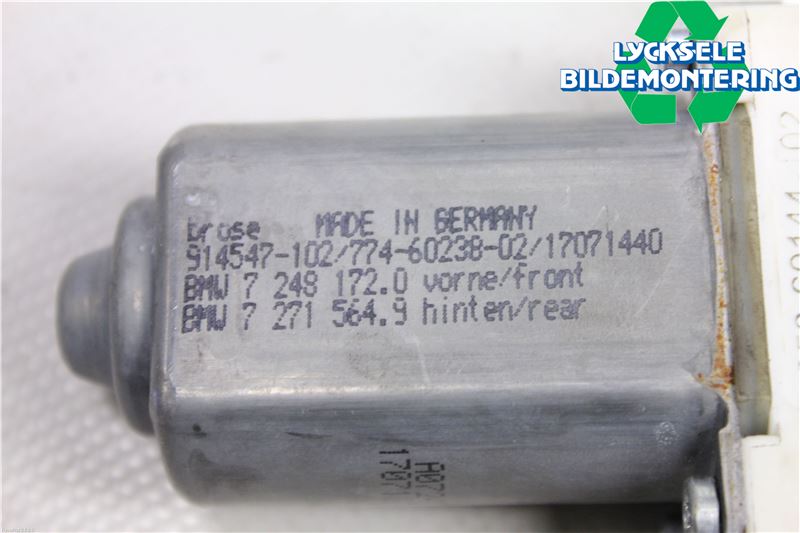 LYCKSELE
BILDEMONTERING
brose MADE IN GERMANY
914547-102/774-60238-02/17071440
BMW 7 248 172.0 vorne/front
BMW 7 271 564.9 hinten/rear